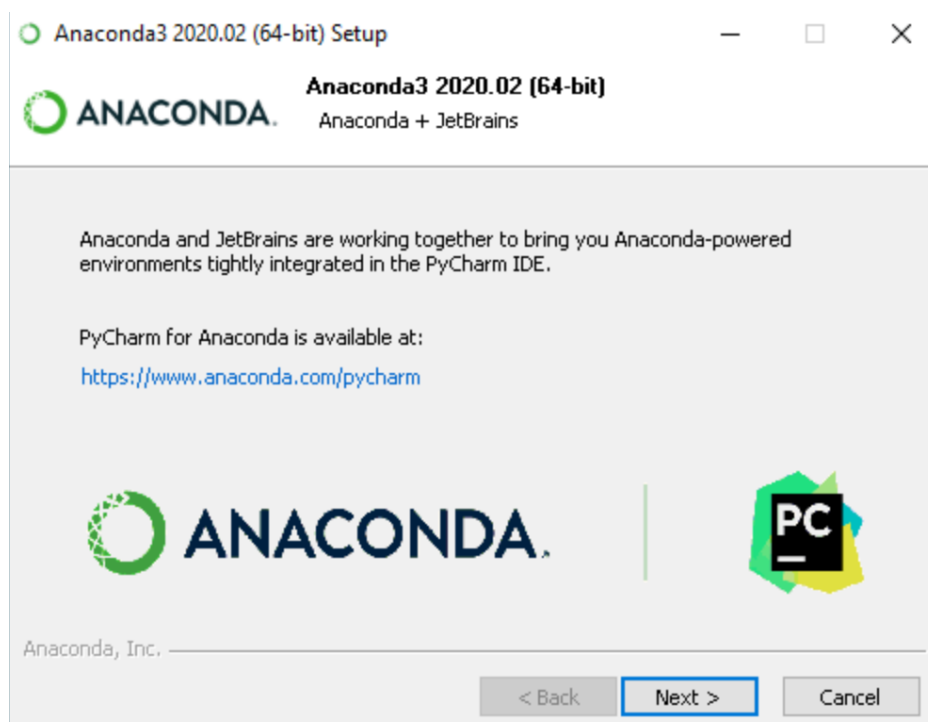 Anaconda3 2020.02 (64-bit) Setup
ANACONDA.
Anaconda3 2020.02 (64-bit)
Anaconda + JetBrains
Anaconda and JetBrains are working together to bring you Anaconda-powered
environments tightly integrated in the PyCharm IDE.
PyCharm for Anaconda is available at:
https://www.anaconda.com/pycharm
ANACONDA.
PC
Anaconda, Inc.
< Back Next > Cancel